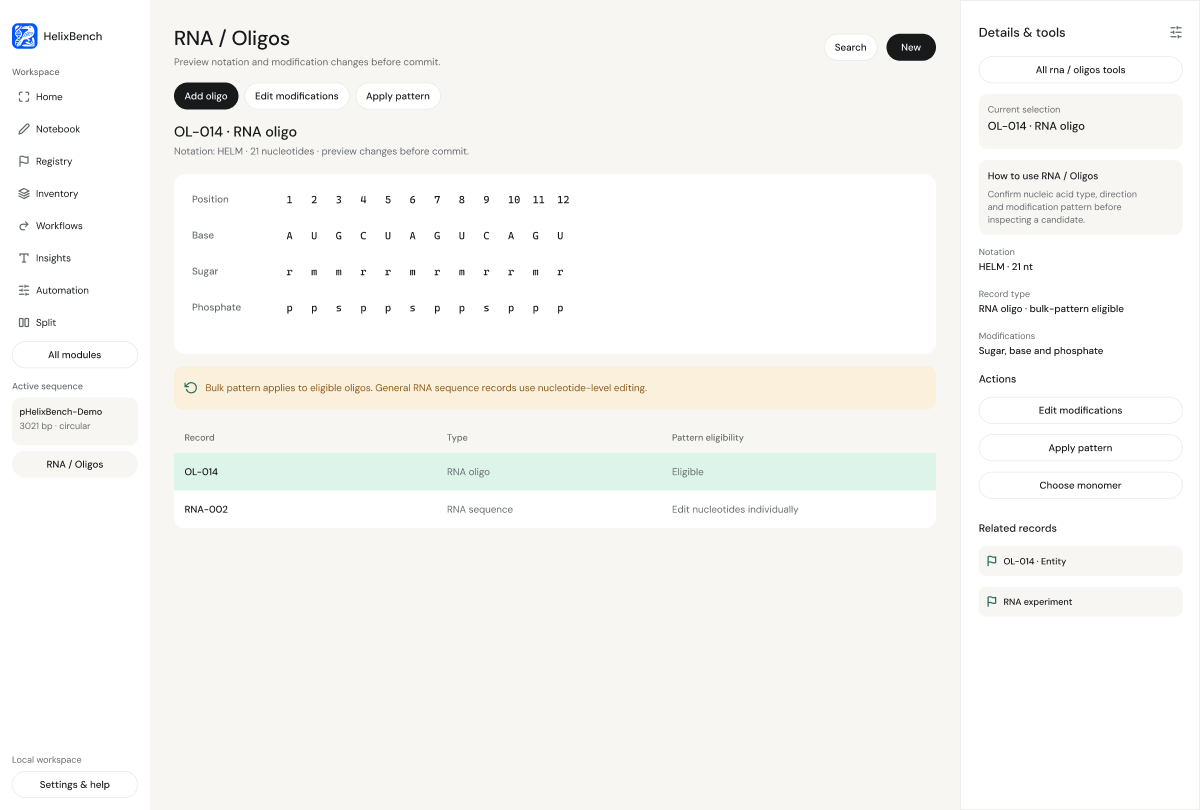 HelixBench
Workspace
Home
Notebook
Registry
Inventory
Workflows
Insights
Automation
Split
All modules
Active sequence
pHelixBench-Demo
3021 bp · circular
RNA / Oligos
Local workspace
Settings & help
RNA / Oligos
Preview notation and modification changes before commit.
Search
New
Add oligo
Edit modifications
Apply pattern
OL-014 · RNA oligo
Notation: HELM · 21 nucleotides · preview changes before commit.
Position 1 2 3 4 5 6 7 8 9 10 11 12
Base A U G C U A G U C A G U
Sugar r m m r r m r m r r m r
Phosphate p p s p p s p p s p p p
Bulk pattern applies to eligible oligos. General RNA sequence records use nucleotide-level editing.
Record Type Pattern eligibility
OL-014 RNA oligo Eligible
RNA-002 RNA sequence Edit nucleotides individually
Details & tools
All rna / oligos tools
Current selection
OL-014 · RNA oligo
How to use RNA / Oligos
Confirm nucleic acid type, direction
and modification pattern before
inspecting a candidate.
Notation
HELM · 21 nt
Record type
RNA oligo · bulk-pattern eligible
Modifications
Sugar, base and phosphate
Actions
Edit modifications
Apply pattern
Choose monomer
Related records
OL-014 · Entity
RNA experiment